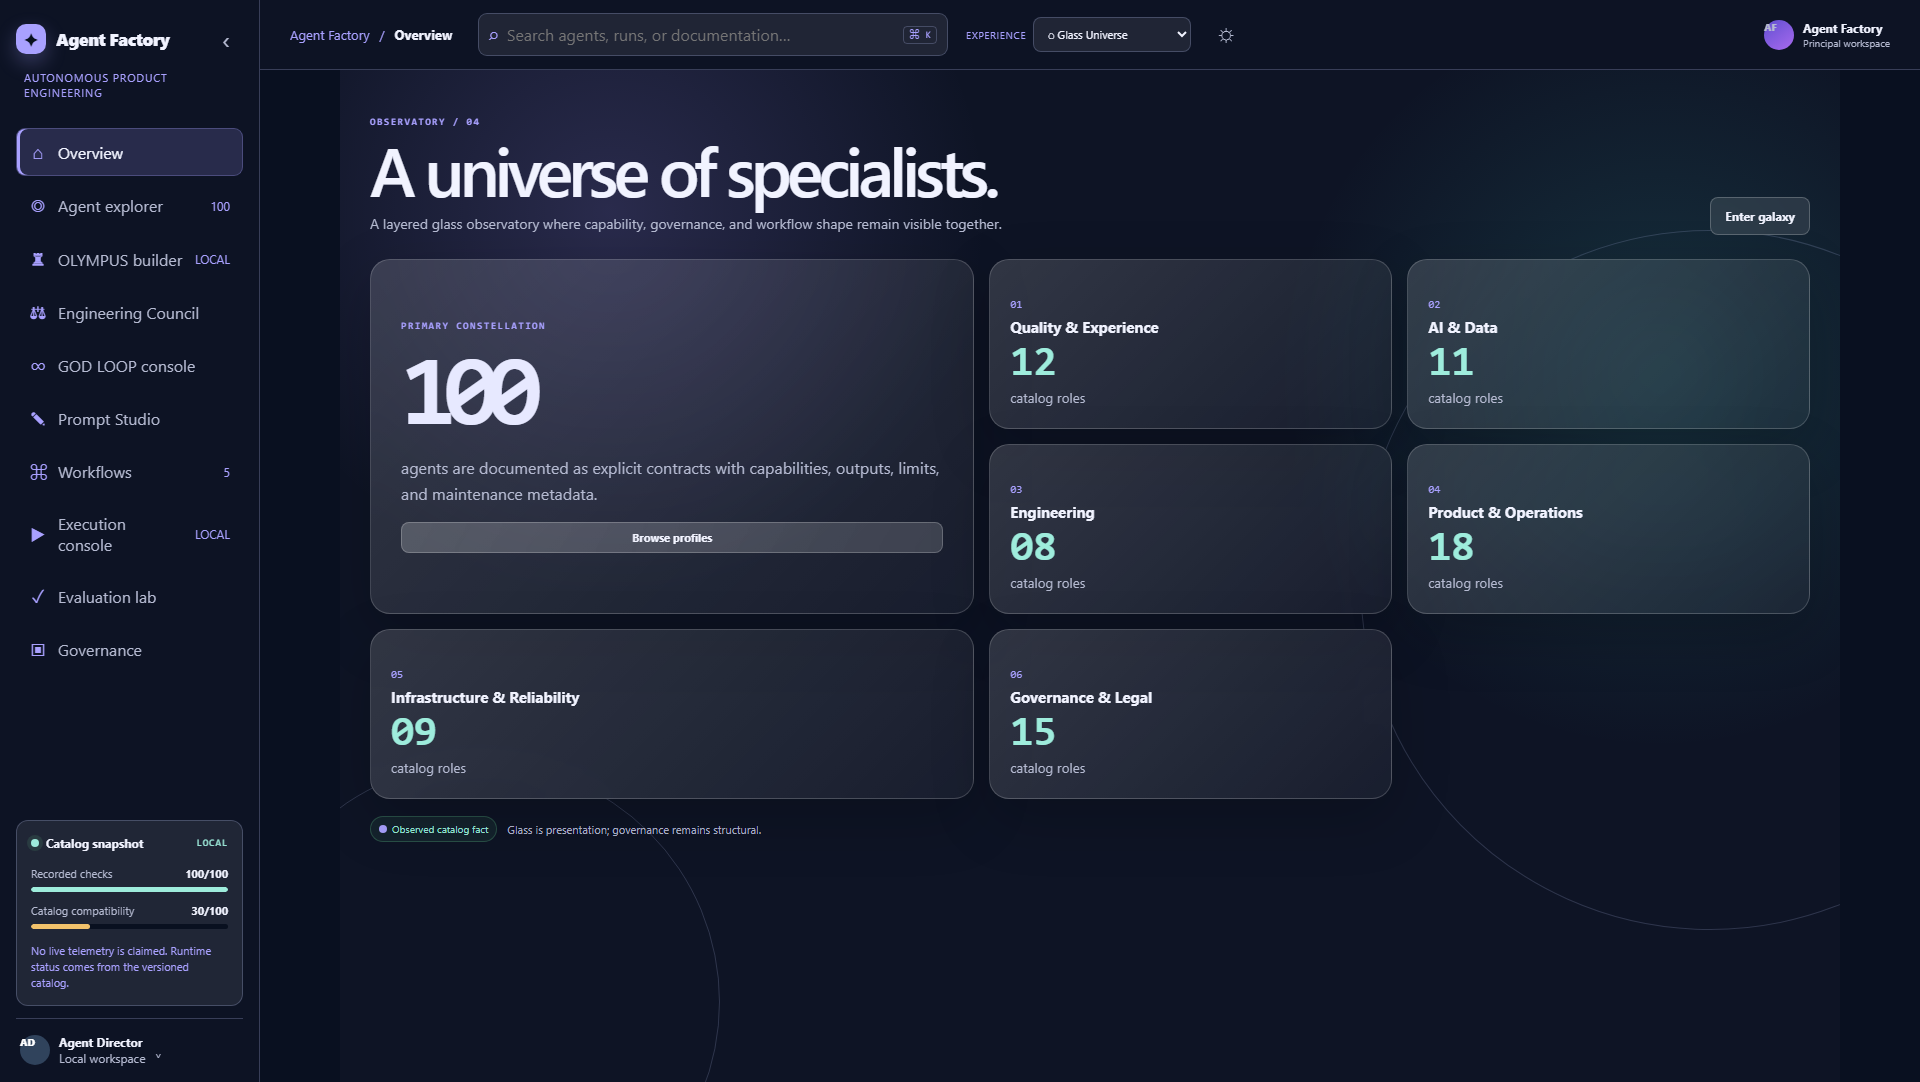 Agent Factory
AUTONOMOUS PRODUCT
ENGINEERING
Overview
Agent explorer 100
OLYMPUS builder LOCAL
Engineering Council
GOD LOOP console
Prompt Studio
Workflows 5
Execution
console LOCAL
Evaluation lab
Governance
Catalog snapshot LOCAL
Recorded checks 100/100
Catalog compatibility 30/100
No live telemetry is claimed. Runtime
status comes from the versioned
catalog.
AD Agent Director
Local workspace
Agent Factory / Overview
Search agents, runs, or documentation...
⌘ K
EXPERIENCE
Glass Universe
AF Agent Factory
Principal workspace
OBSERVATORY / 04
A universe of specialists.
A layered glass observatory where capability, governance, and workflow shape remain visible together.
Enter galaxy
PRIMARY CONSTELLATION
100
agents are documented as explicit contracts with capabilities, outputs, limits,
and maintenance metadata.
Browse profiles
01
Quality & Experience
12
catalog roles
02
AI & Data
11
catalog roles
03
Engineering
08
catalog roles
04
Product & Operations
18
catalog roles
05
Infrastructure & Reliability
09
catalog roles
06
Governance & Legal
15
catalog roles
Observed catalog fact Glass is presentation; governance remains structural.